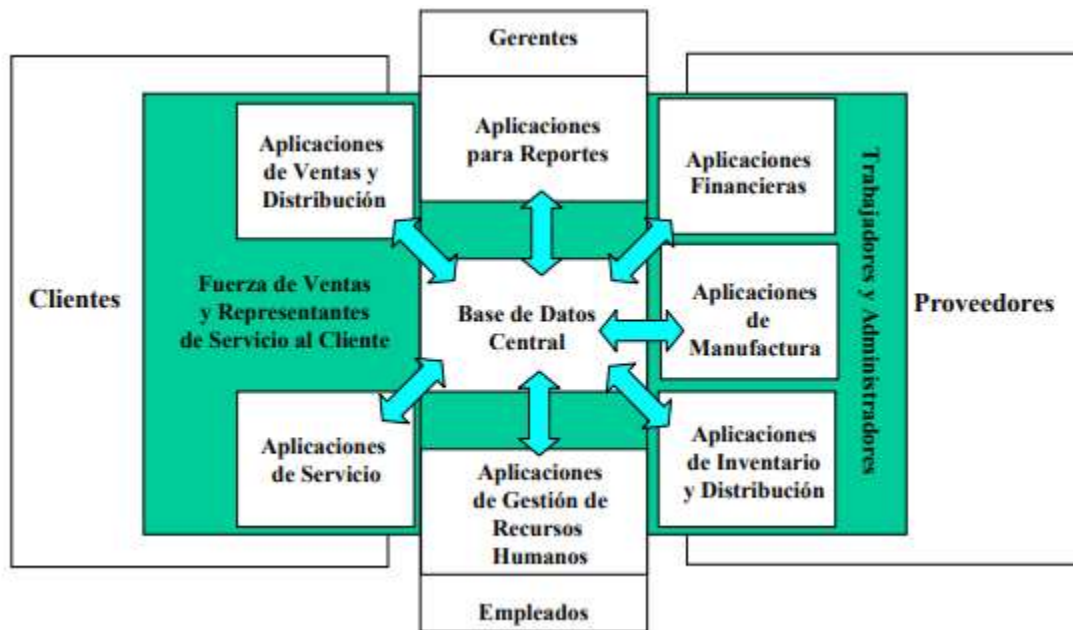 Gerentes
Aplicaciones
para Reportes
Aplicaciones
de Ventas y
Distribución
Aplicaciones
Financieras
Clientes
Fuerza de Ventas
y Representantes
de Servicio al Cliente
Base de Datos
Central
Aplicaciones
de
Manufactura
Trabajadores y Administradores
Proveedores
Aplicaciones
de Servicio
Aplicaciones
de Gestión de
Recursos
Humanos
Aplicaciones
de Inventario
y Distribución
Empleados